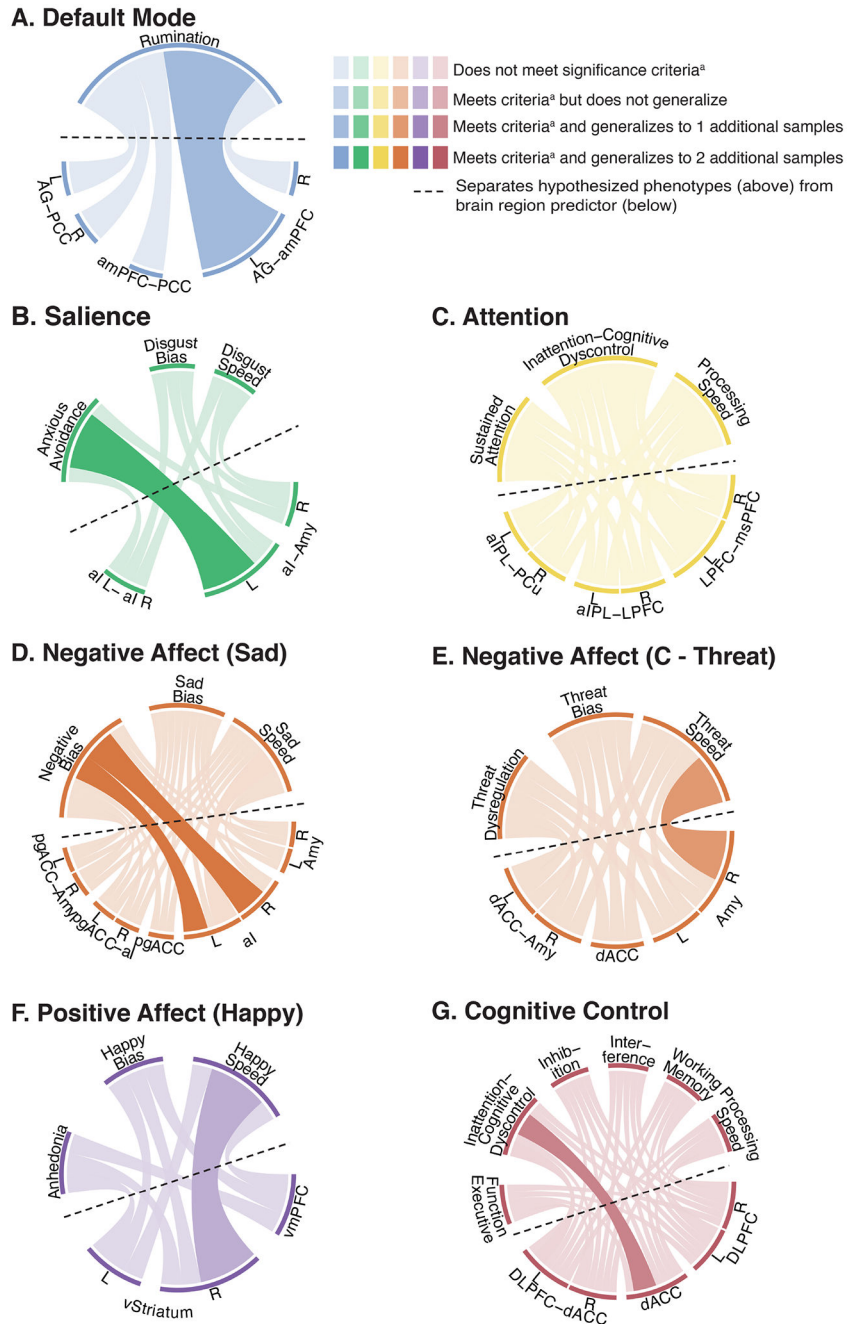 A. Default Mode
Rumination
L
R
AG–PCC
amPFC–PCC
L
AG–amPFC
R
Does not meet significance criteriaᵃ
Meets criteriaᵃ but does not generalize
Meets criteriaᵃ and generalizes to 1 additional samples
Meets criteriaᵃ and generalizes to 2 additional samples
Separates hypothesized phenotypes (above) from
brain region predictor (below)
B. Salience
Anxious
Avoidance
Disgust
Bias
Disgust
Speed
aI L– aI R
L
R
aI–Amy
C. Attention
Sustained
Attention
Inattention–Cognitive
Dyscontrol
Processing
Speed
L
R
aIPL–PCu
L
R
aIPL–LPFC
L
R
LPFC–msPFC
D. Negative Affect (Sad)
Negative
Bias
Sad
Bias
Sad
Speed
L
R
pgACC–Amy
L
R
pgACC–aI
pgACC
L
R
aI
L
R
Amy
E. Negative Affect (C - Threat)
Threat
Dysregulation
Threat
Bias
Threat
Speed
L
R
dACC–Amy
dACC
L
R
Amy
F. Positive Affect (Happy)
Anhedonia
Happy
Bias
Happy
Speed
L
R
vStriatum
vmPFC
G. Cognitive Control
Function
Executive
Inattention–
Cognitive
Dyscontrol
Inhib–
ition
Inter–
ference
Working
Memory
Processing
Speed
L
R
DLPFC–dACC
dACC
L
R
DLPFC